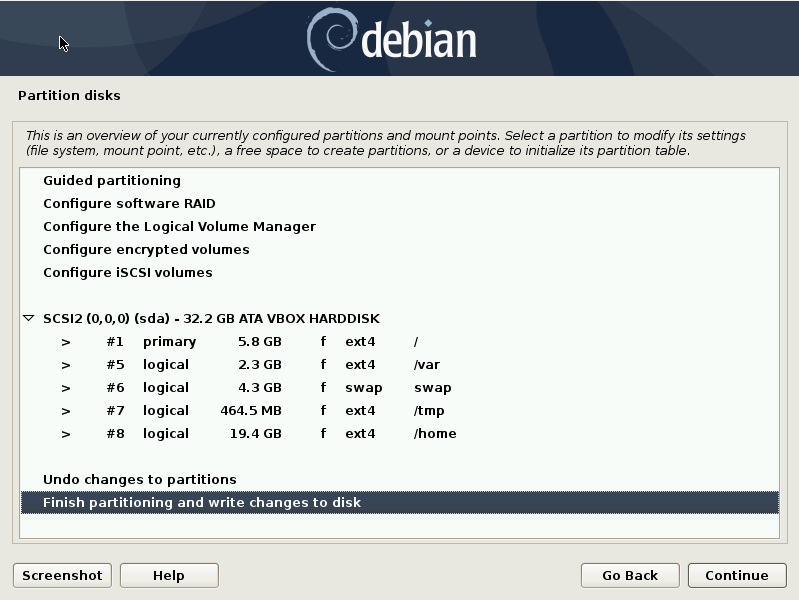 debian
Partition disks
This is an overview of your currently configured partitions and mount points. Select a partition to modify its settings
(file system, mount point, etc.), a free space to create partitions, or a device to initialize its partition table.
Guided partitioning
Configure software RAID
Configure the Logical Volume Manager
Configure encrypted volumes
Configure iSCSI volumes
SCSI2 (0,0,0) (sda) - 32.2 GB ATA VBOX HARDDISK
> #1 primary 5.8 GB f ext4 /
> #5 logical 2.3 GB f ext4 /var
> #6 logical 4.3 GB f swap swap
> #7 logical 464.5 MB f ext4 /tmp
> #8 logical 19.4 GB f ext4 /home
Undo changes to partitions
Finish partitioning and write changes to disk
Screenshot Help Go Back Continue